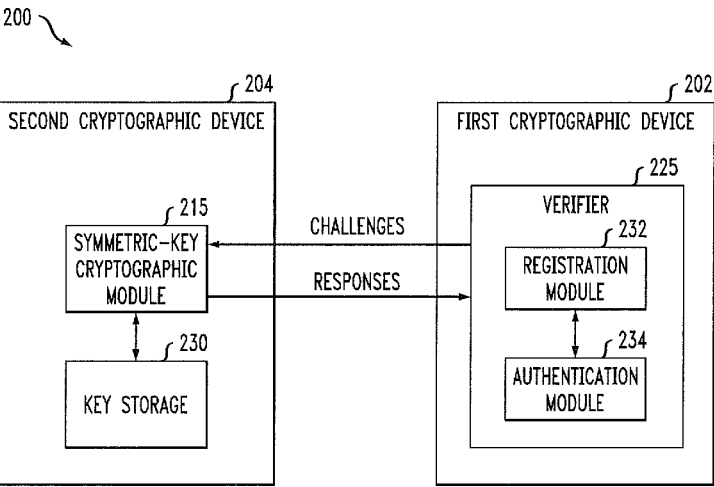 200
204
202
SECOND CRYPTOGRAPHIC DEVICE
FIRST CRYPTOGRAPHIC DEVICE
225
VERIFIER
215
SYMMETRIC-KEY
CRYPTOGRAPHIC
MODULE
CHALLENGES
RESPONSES
232
REGISTRATION
MODULE
230
KEY STORAGE
234
AUTHENTICATION
MODULE